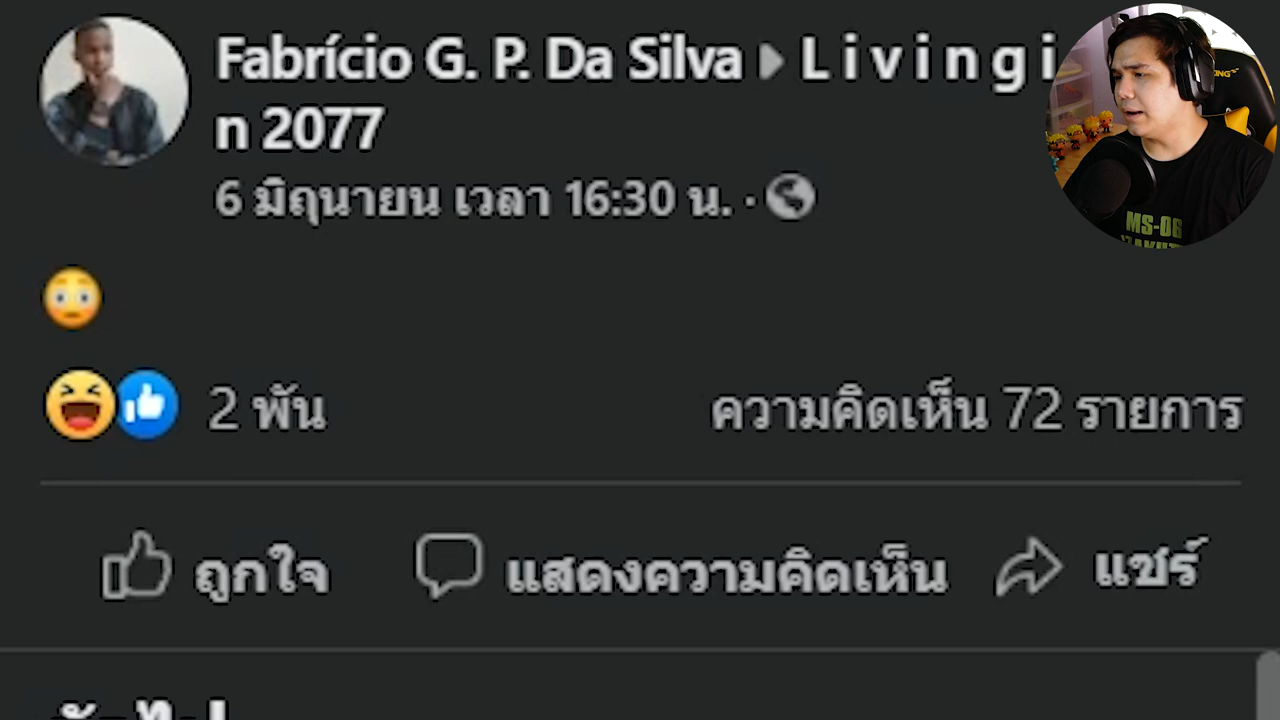 Fabrício G. P. Da Silva ▸ L i v i n g i
n 2077
6 มิถุนายน เวลา 16:30 น. ·
😳
2 พัน ความคิดเห็น 72 รายการ
ถูกใจ แสดงความคิดเห็น แชร์
MS-06